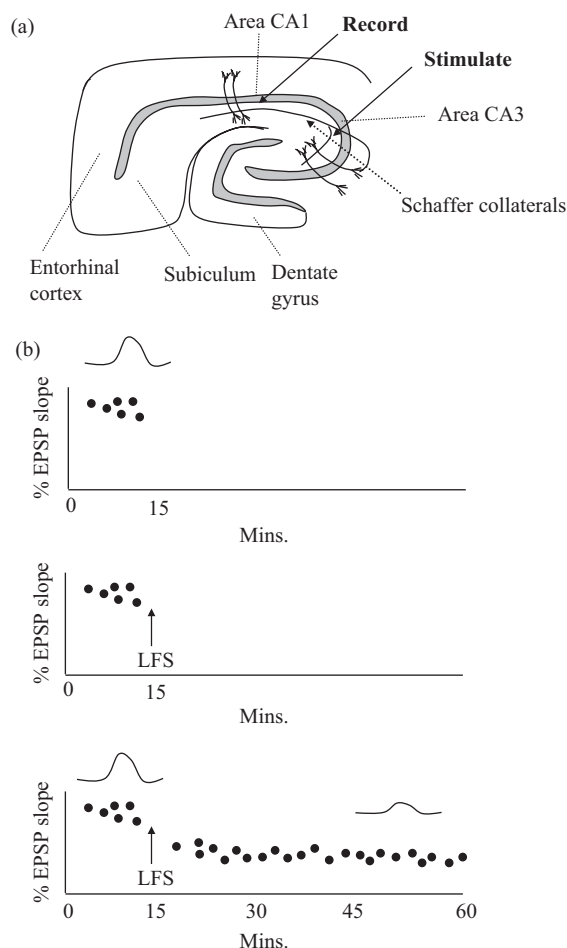 (a)
Area CA1
Record
Stimulate
Area CA3
Schaffer collaterals
Entorhinal
cortex
Subiculum
Dentate
gyrus
(b)
% EPSP slope
0
15
Mins.
% EPSP slope
LFS
0
15
Mins.
% EPSP slope
LFS
0
15
30
45
60
Mins.